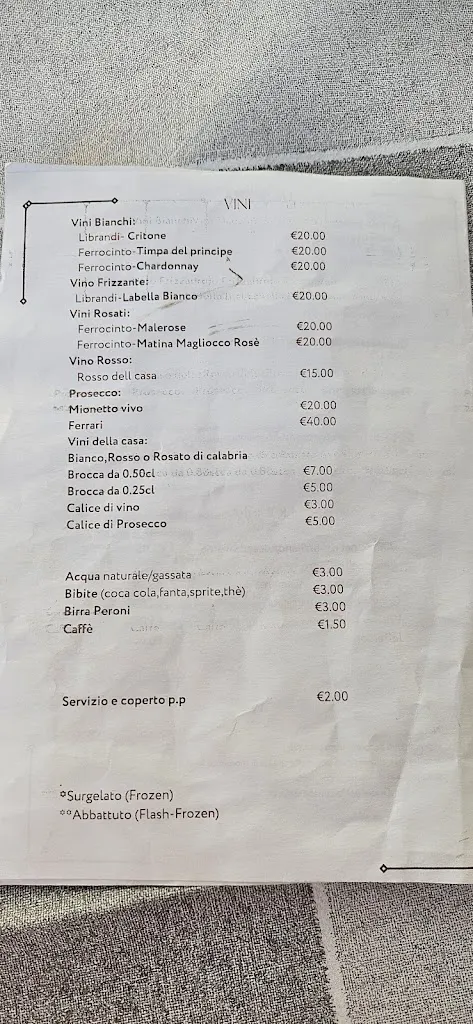 VINI
Vini Bianchi:
Librandi- Critone €20.00
Ferrocinto-Timpa del principe €20.00
Ferrocinto-Chardonnay €20.00
Vino Frizzante:
Librandi-Labella Bianco €20.00
Vini Rosati:
Ferrocinto-Malerose €20.00
Ferrocinto-Matina Magliocco Rosè €20.00
Vino Rosso:
Rosso dell casa €15.00
Prosecco:
Mionetto vivo €20.00
Ferrari €40.00
Vini della casa:
Bianco,Rosso o Rosato di calabria
Brocca da 0.50cl €7.00
Brocca da 0.25cl €5.00
Calice di vino €3.00
Calice di Prosecco €5.00
Acqua naturale/gassata €3.00
Bibite (coca cola,fanta,sprite,thè) €3.00
Birra Peroni €3.00
Caffè €1.50
Servizio e coperto p.p €2.00
*Surgelato (Frozen)
**Abbattuto (Flash-Frozen)